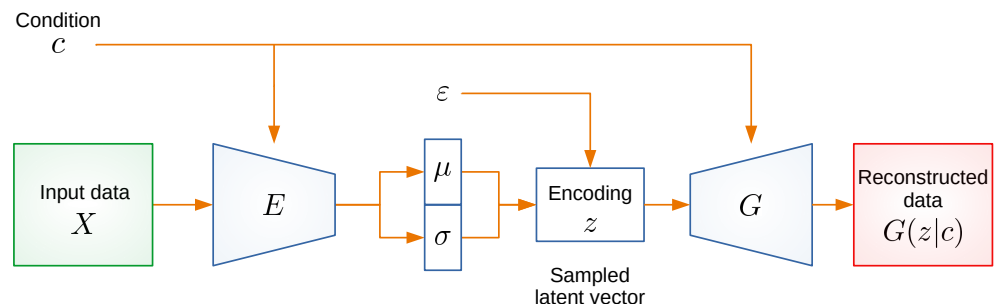 Condition
c
ε
Input data
X
E
μ
σ
Encoding
z
Sampled
latent vector
G
Reconstructed
data
G(z|c)